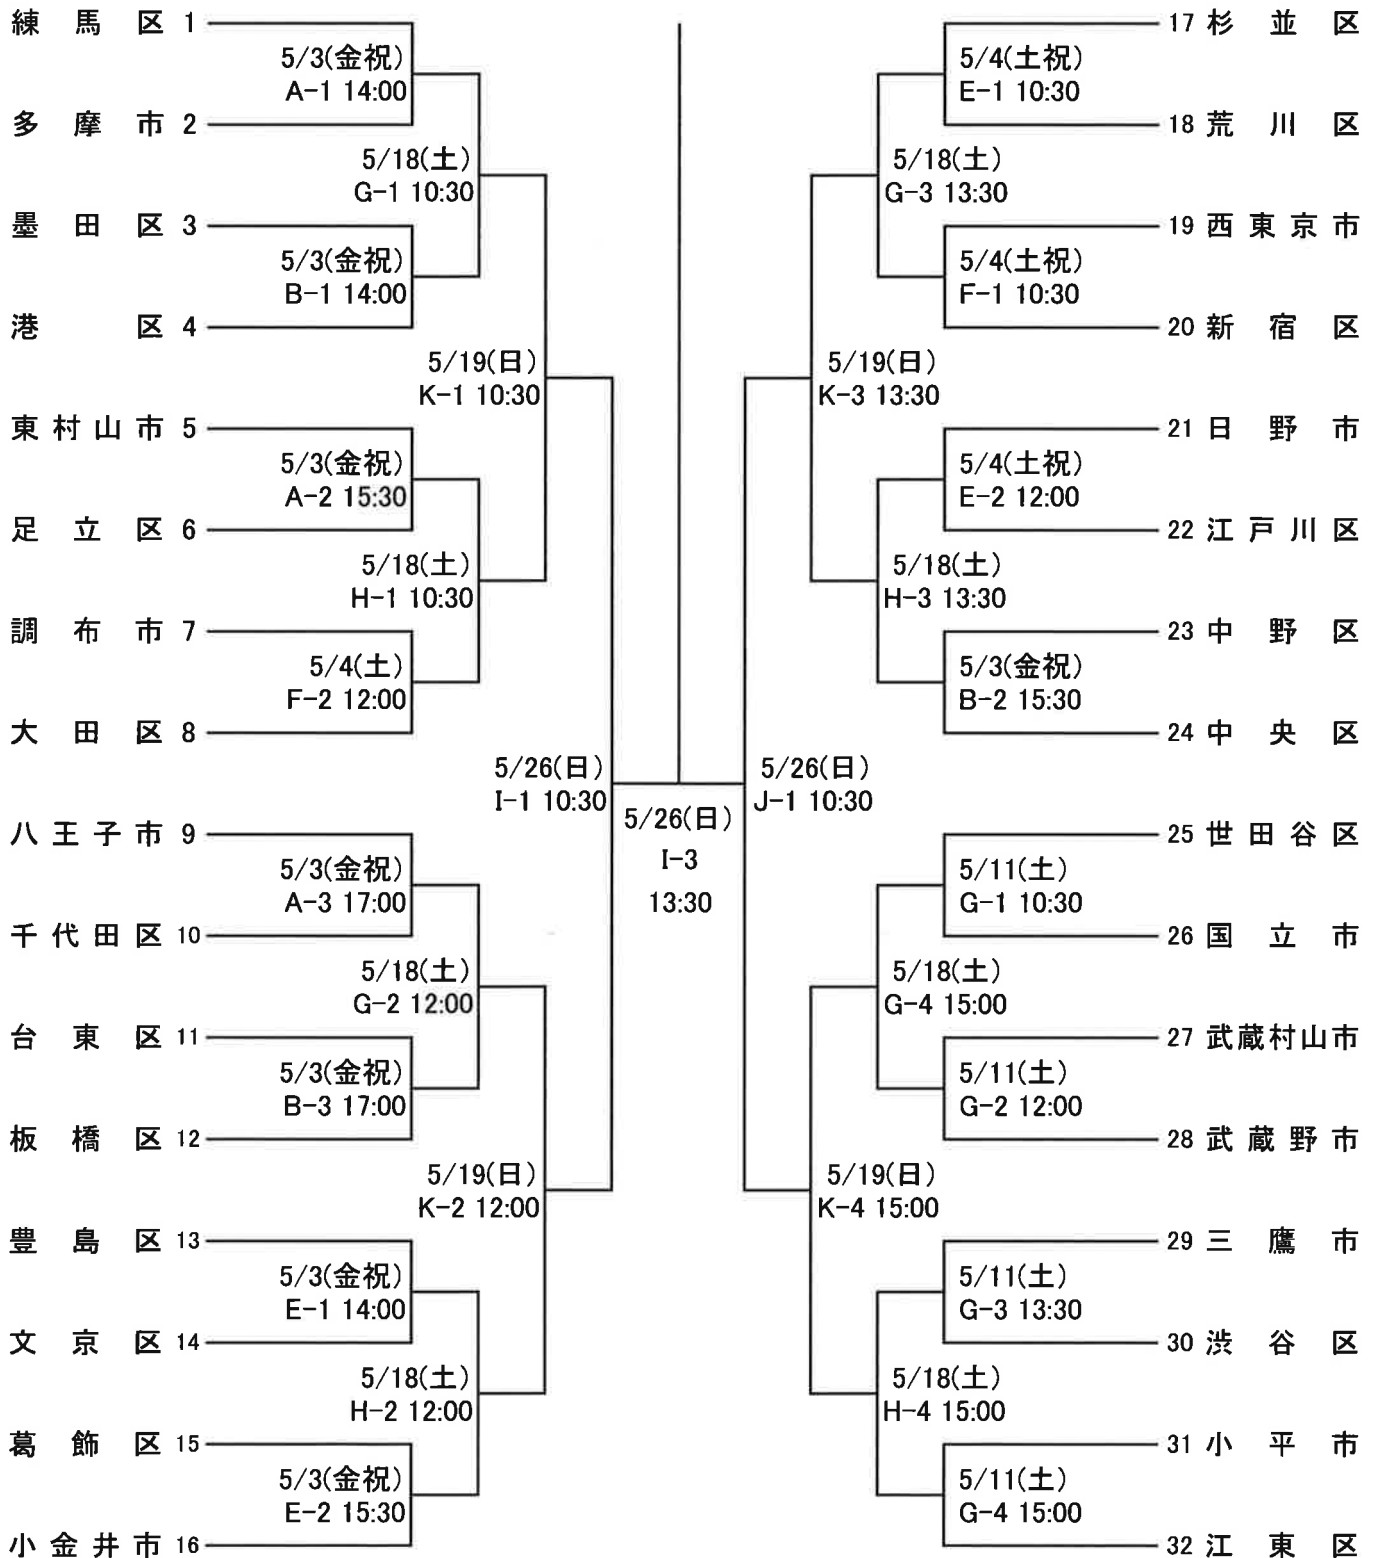 練馬区 1
5/3(金祝)
A-1 14:00
多摩市 2
5/18(土)
G-1 10:30
墨田区 3
5/3(金祝)
B-1 14:00
港区 4
5/19(日)
K-1 10:30
東村山市 5
5/3(金祝)
A-2 15:30
足立区 6
5/18(土)
H-1 10:30
調布市 7
5/4(土)
F-2 12:00
大田区 8
5/26(日)
I-1 10:30
八王子市 9
5/3(金祝)
A-3 17:00
千代田区 10
5/18(土)
G-2 12:00
台東区 11
5/3(金祝)
B-3 17:00
板橋区 12
5/19(日)
K-2 12:00
豊島区 13
5/3(金祝)
E-1 14:00
文京区 14
5/18(土)
H-2 12:00
葛飾区 15
5/3(金祝)
E-2 15:30
小金井市 16
5/26(日)
I-3
13:30
17 杉並区
5/4(土祝)
E-1 10:30
18 荒川区
5/18(土)
G-3 13:30
19 西東京市
5/4(土祝)
F-1 10:30
20 新宿区
5/19(日)
K-3 13:30
21 日野市
5/4(土祝)
E-2 12:00
22 江戸川区
5/18(土)
H-3 13:30
23 中野区
5/3(金祝)
B-2 15:30
24 中央区
5/26(日)
J-1 10:30
25 世田谷区
5/11(土)
G-1 10:30
26 国立市
5/18(土)
G-4 15:00
27 武蔵村山市
5/11(土)
G-2 12:00
28 武蔵野市
5/19(日)
K-4 15:00
29 三鷹市
5/11(土)
G-3 13:30
30 渋谷区
5/18(土)
H-4 15:00
31 小平市
5/11(土)
G-4 15:00
32 江東区